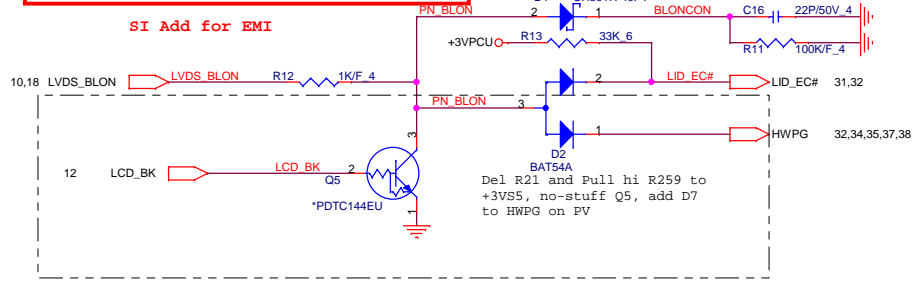 PN_BLON
2
1
BLONCON
C16
22P/50V_4
SI Add for EMI
+3VPCU
R13
33K_6
R11
100K/F_4
10,18
LVDS_BLON
LVDS_BLON
R12
1K/F_4
2
LID_EC#
LID_EC#
31,32
PN_BLON
3
1
HWPG
32,34,35,37,38
3
D2
BAT54A
12
LCD_BK
LCD_BK
2
Q5
*PDTC144EU
1
Del R21 and Pull hi R259 to
+3VS5, no-stuff Q5, add D7
to HWPG on PV